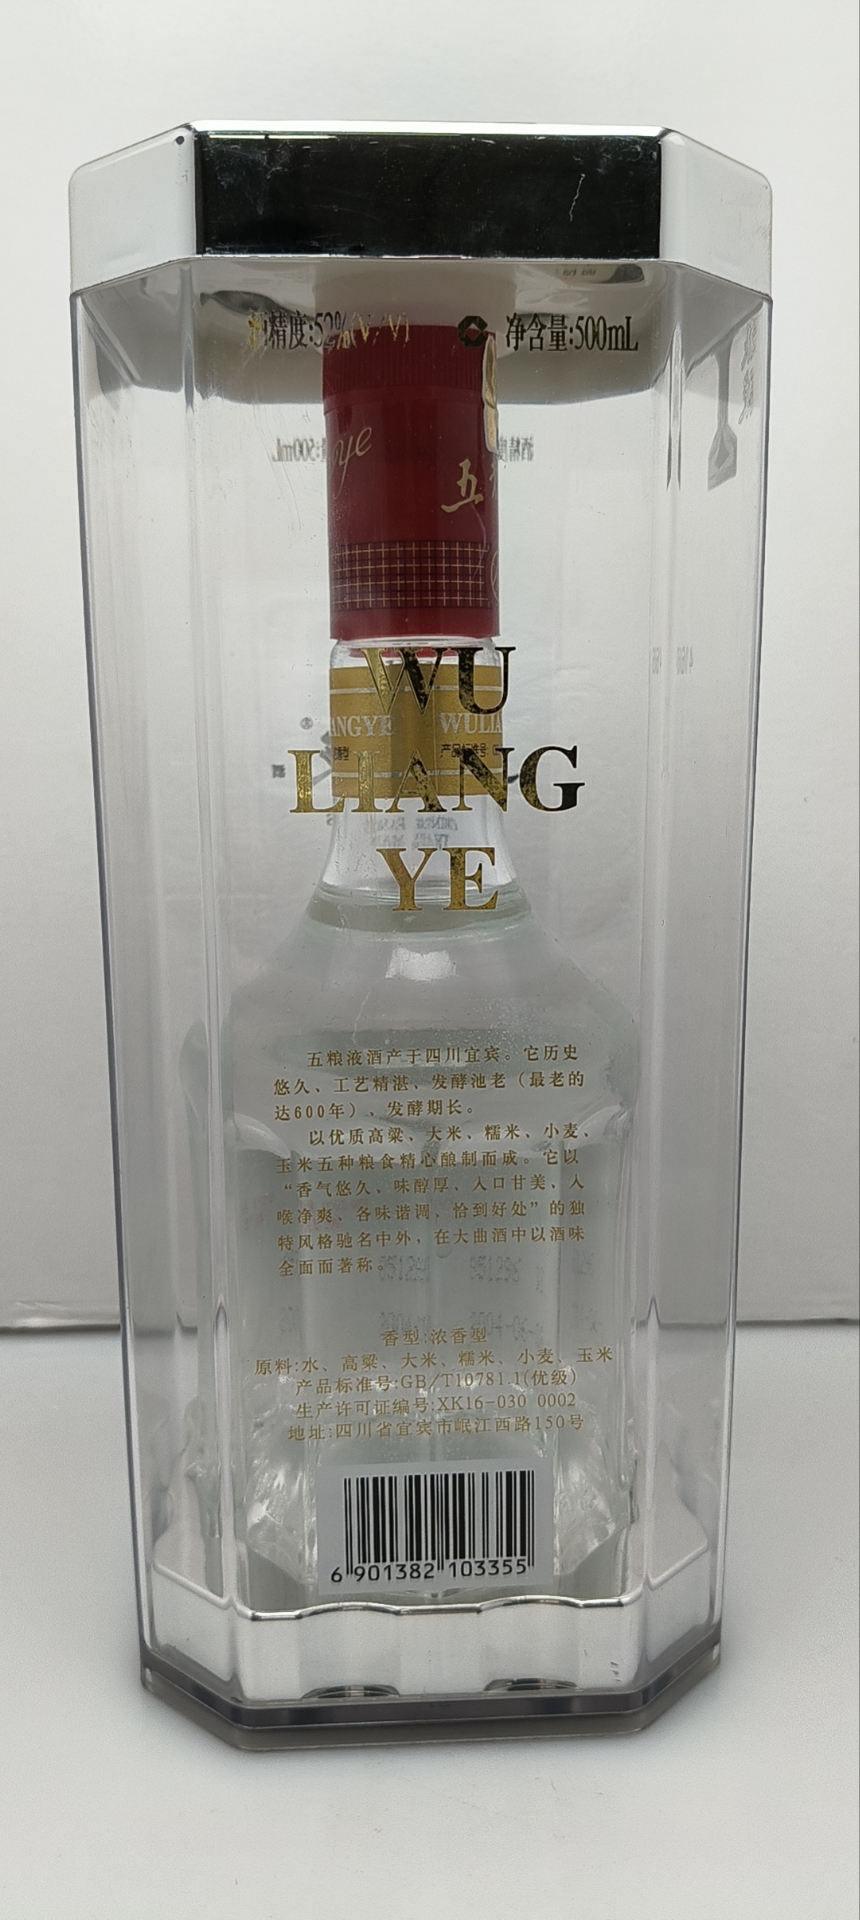 酒精度:52%(V/V) 净含量:500mL
ye 五
WU
ANGYE WULIA
产品标准号
LIANG
YE
五粮液酒产于四川宜宾。它历史
悠久、工艺精湛、发酵池老（最老的
达600年）、发酵期长。
以优质高粱、大米、糯米、小麦、
玉米五种粮食精心酿制而成。它以
“香气悠久、味醇厚、入口甘美、入
喉净爽、各味谐调、恰到好处”的独
特风格驰名中外，在大曲酒中以酒味
全面而著称。
香型:浓香型
原料:水、高粱、大米、糯米、小麦、玉米
产品标准号:GB/T10781.1(优级)
生产许可证编号:XK16-030 0002
地址:四川省宜宾市岷江西路150号
6 901382 103355